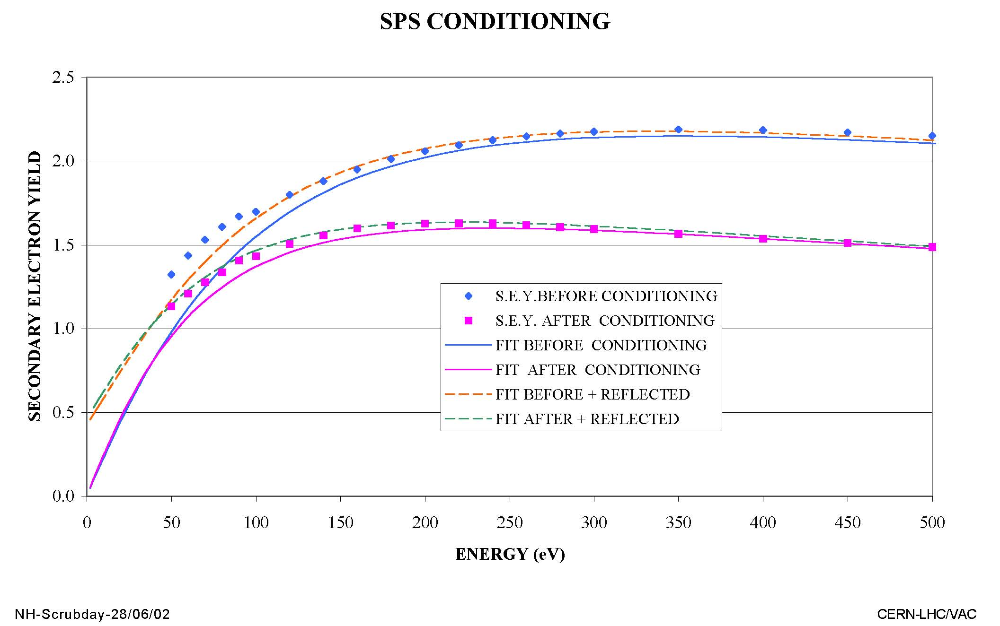 SPS CONDITIONING
2.5
2.0
1.5
1.0
0.5
0.0
SECONDARY ELECTRON YIELD
S.E.Y.BEFORE CONDITIONING
S.E.Y. AFTER CONDITIONING
FIT BEFORE CONDITIONING
FIT AFTER CONDITIONING
FIT BEFORE + REFLECTED
FIT AFTER + REFLECTED
0 50 100 150 200 250 300 350 400 450 500
ENERGY (eV)
NH-Scrubday-28/06/02
CERN-LHC/VAC